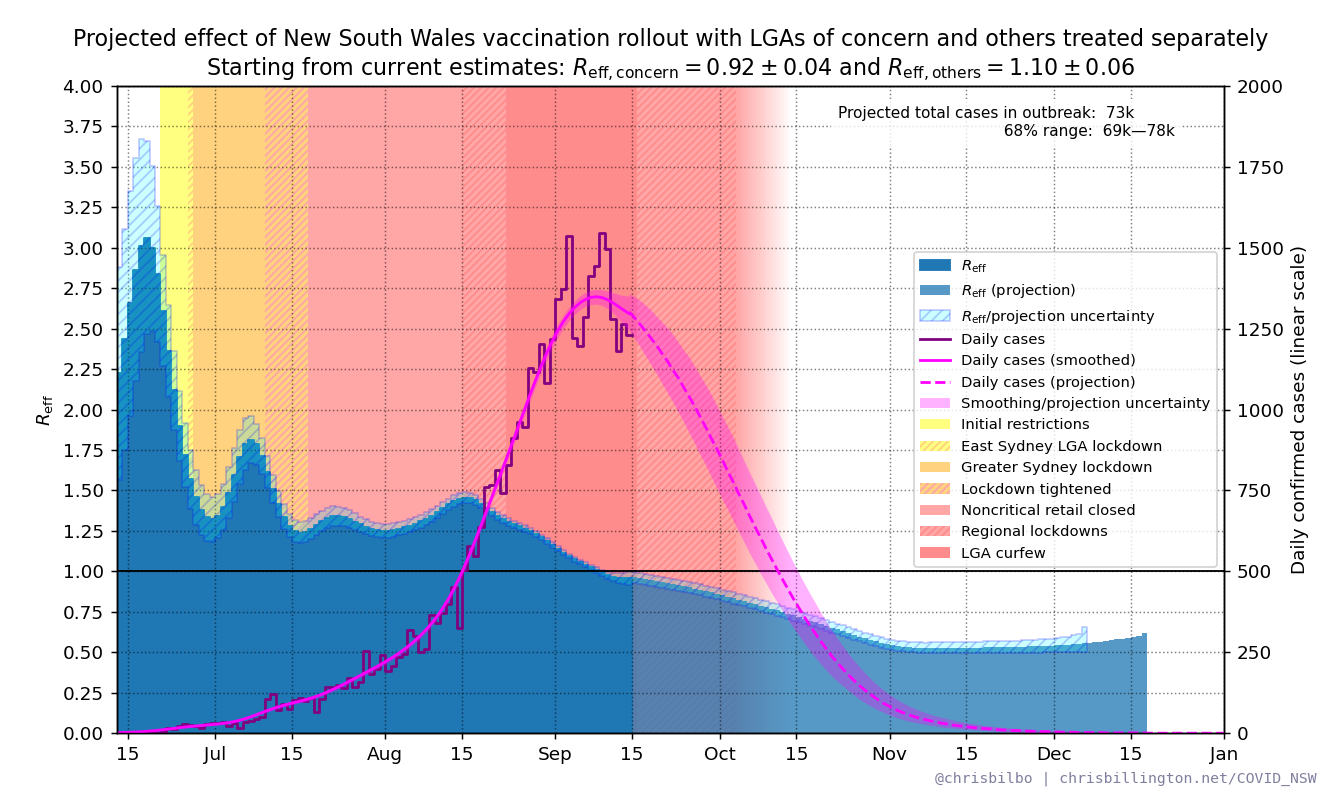 Projected effect of New South Wales vaccination rollout with LGAs of concern and others treated separately
Starting from current estimates: R_eff, concern = 0.92 ± 0.04 and R_eff, others = 1.10 ± 0.06
Projected total cases in outbreak: 73k
68% range: 69k—78k
4.00
3.75
3.50
3.25
3.00
2.75
2.50
2.25
2.00
1.75
1.50
1.25
1.00
0.75
0.50
0.25
0.00
R_eff
2000
1750
1500
1250
1000
750
500
250
0
Daily confirmed cases (linear scale)
R_eff
R_eff (projection)
R_eff/projection uncertainty
Daily cases
Daily cases (smoothed)
Daily cases (projection)
Smoothing/projection uncertainty
Initial restrictions
East Sydney LGA lockdown
Greater Sydney lockdown
Lockdown tightened
Noncritical retail closed
Regional lockdowns
LGA curfew
15 Jul 15 Aug 15 Sep 15 Oct 15 Nov 15 Dec 15 Jan
@chrisbilbo | chrisbillington.net/COVID_NSW